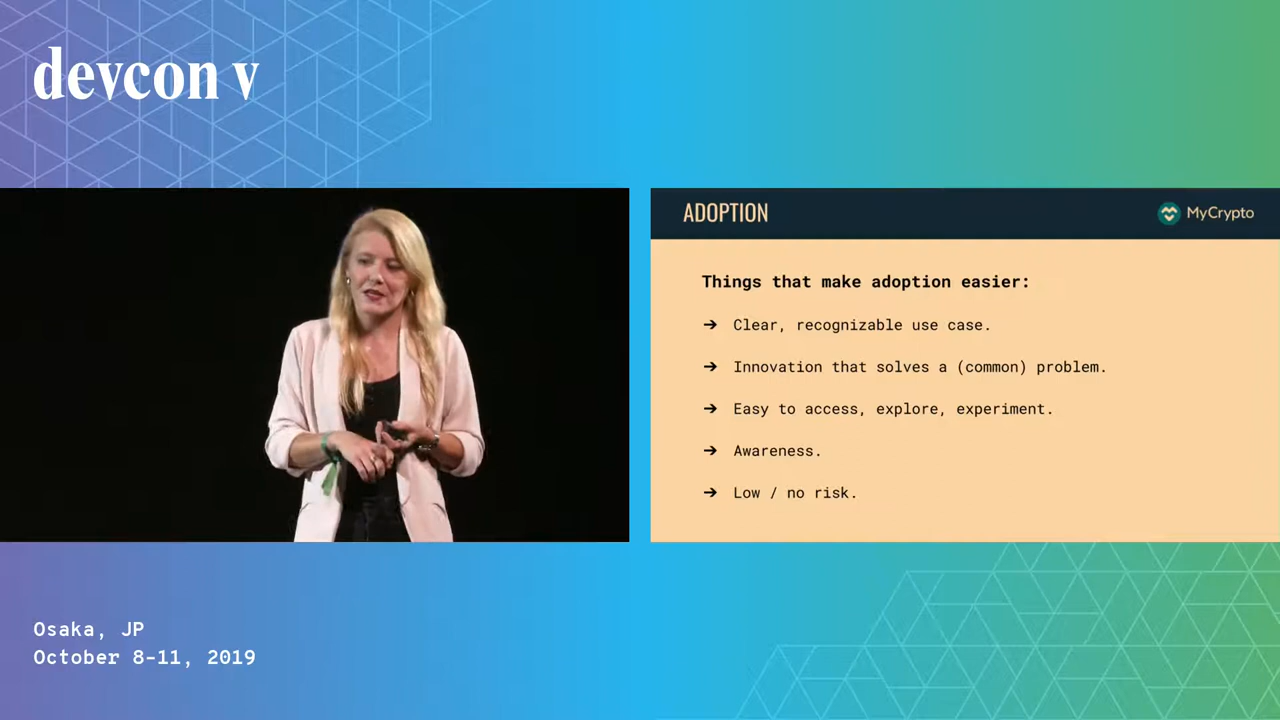 devcon v
ADOPTION
MyCrypto
Things that make adoption easier:
➔ Clear, recognizable use case.
➔ Innovation that solves a (common) problem.
➔ Easy to access, explore, experiment.
➔ Awareness.
➔ Low / no risk.
Osaka, JP
October 8-11, 2019